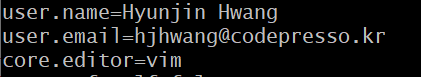 user.name=Hyunjin Hwang
user.email=hjhwang@codepresso.kr
core.editor=vim